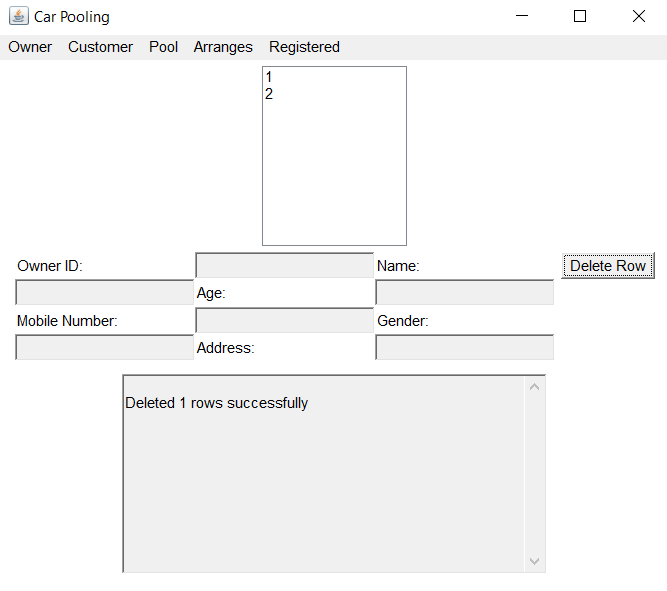 Car Pooling
Owner Customer Pool Arranges Registered
1
2
Owner ID: Name: Delete Row
Age:
Mobile Number: Gender:
Address:
Deleted 1 rows successfully